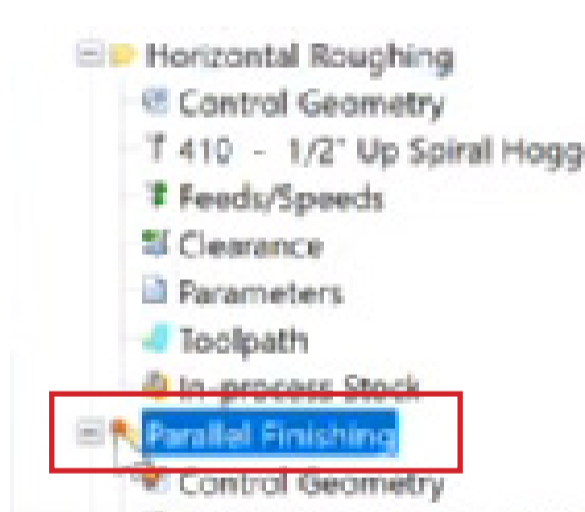 Horizontal Roughing
Control Geometry
410 - 1/2" Up Spiral Hogg
Feeds/Speeds
Clearance
Parameters
Toolpath
In-process Stock
Parallel Finishing
Control Geometry